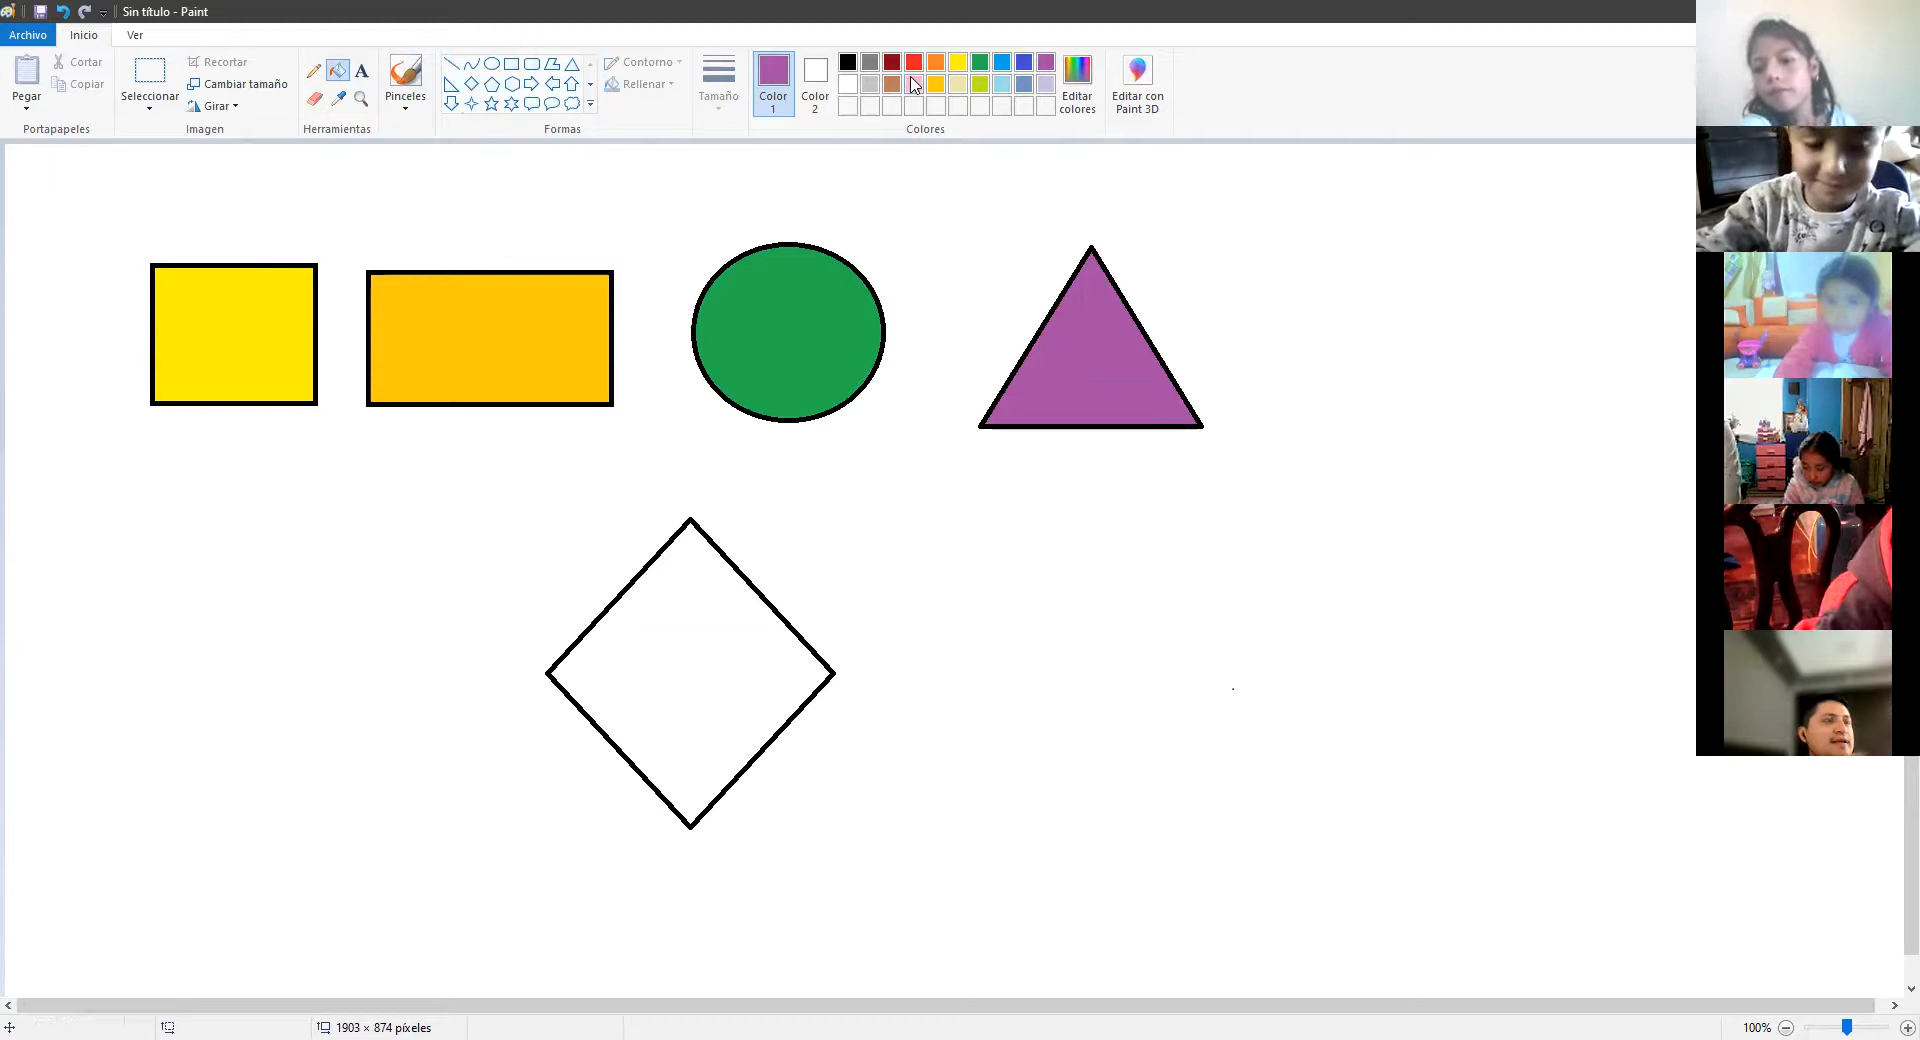 Sin título - Paint
Archivo Inicio Ver
Pegar
Cortar
Copiar
Portapapeles
Seleccionar
Recortar
Cambiar tamaño
Girar
Imagen
A
Herramientas
Pinceles
Contorno
Rellenar
Formas
Tamaño
Color 1
Color 2
Editar colores
Colores
Editar con Paint 3D
1903 × 874 píxeles
100%